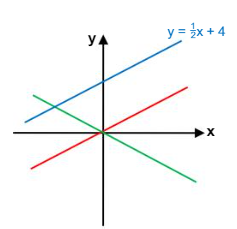 y = ½x + 4
y
x